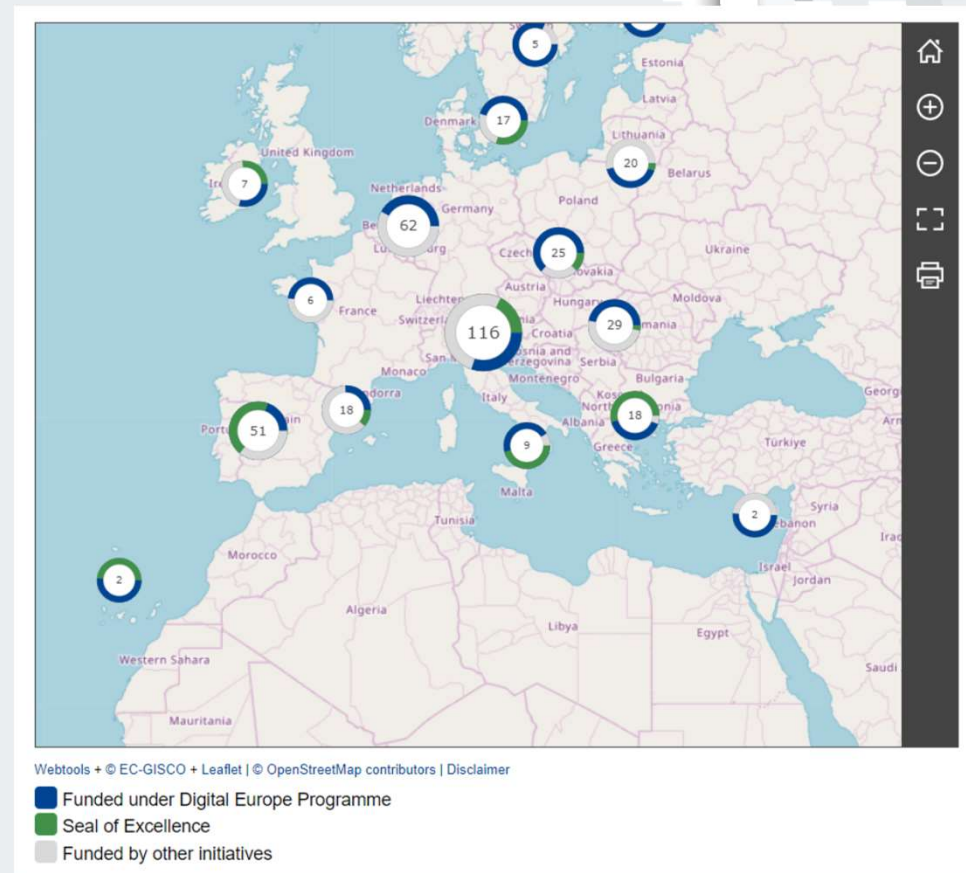 5
Estonia
Latvia
Denmark
17
Lithuania
United Kingdom
20
Belarus
7
Netherlands
Germany
Poland
62
Ukraine
25
Austria
6
France
Hungary
Moldova
116
29
Croatia
Serbia
Monaco
Montenegro
Bulgaria
Italy
18
18
Albania
51
9
Greece
Türkiye
Malta
2
Syria
Tunisia
Morocco
Israel
2
Jordan
Algeria
Libya
Egypt
Western Sahara
Saudi
Mauritania
Webtools + © EC-GISCO + Leaflet | © OpenStreetMap contributors | Disclaimer
Funded under Digital Europe Programme
Seal of Excellence
Funded by other initiatives